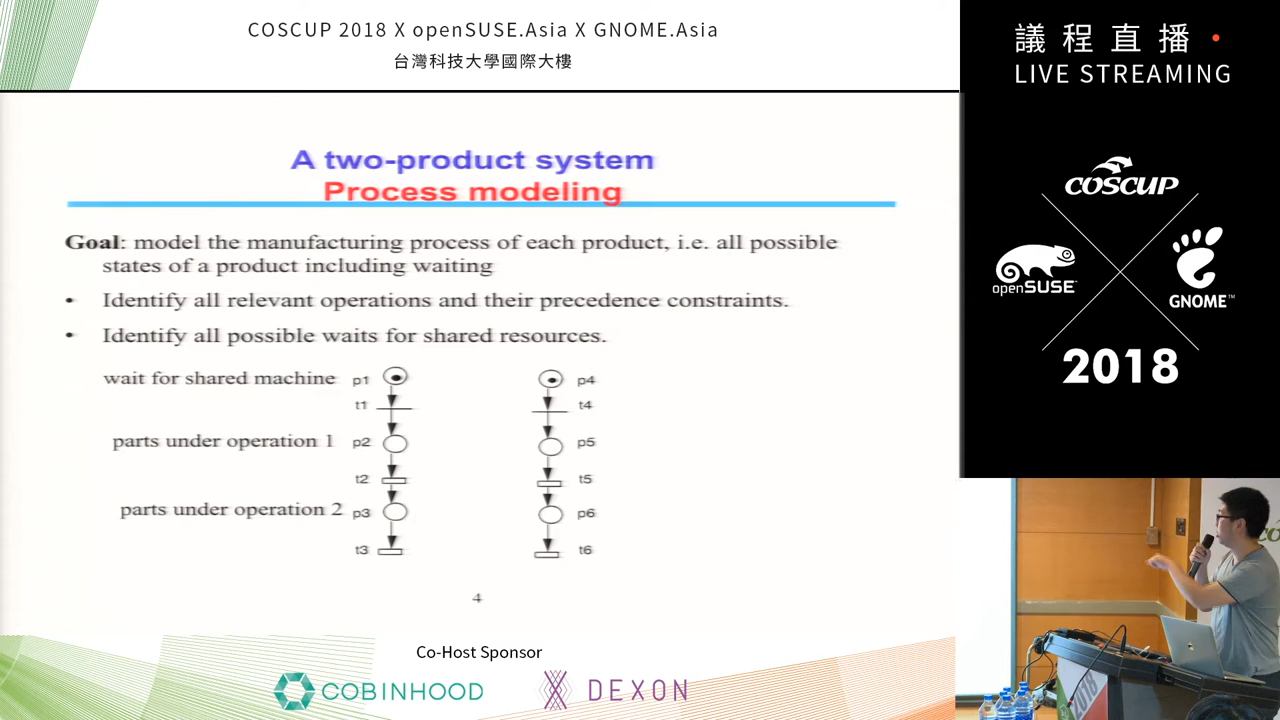 COSCUP 2018 X openSUSE.Asia X GNOME.Asia
台灣科技大學國際大樓
議程直播
LIVE STREAMING
COSCUP
openSUSE
GNOME™
2018
A two-product system
Process modeling
Goal: model the manufacturing process of each product, i.e. all possible
states of a product including waiting
• Identify all relevant operations and their precedence constraints.
• Identify all possible waits for shared resources.
wait for shared machine p1 p4
t1 t4
parts under operation 1 p2 p5
t2 t5
parts under operation 2 p3 p6
t3 t6
4
Co-Host Sponsor
COBINHOOD
DEXON